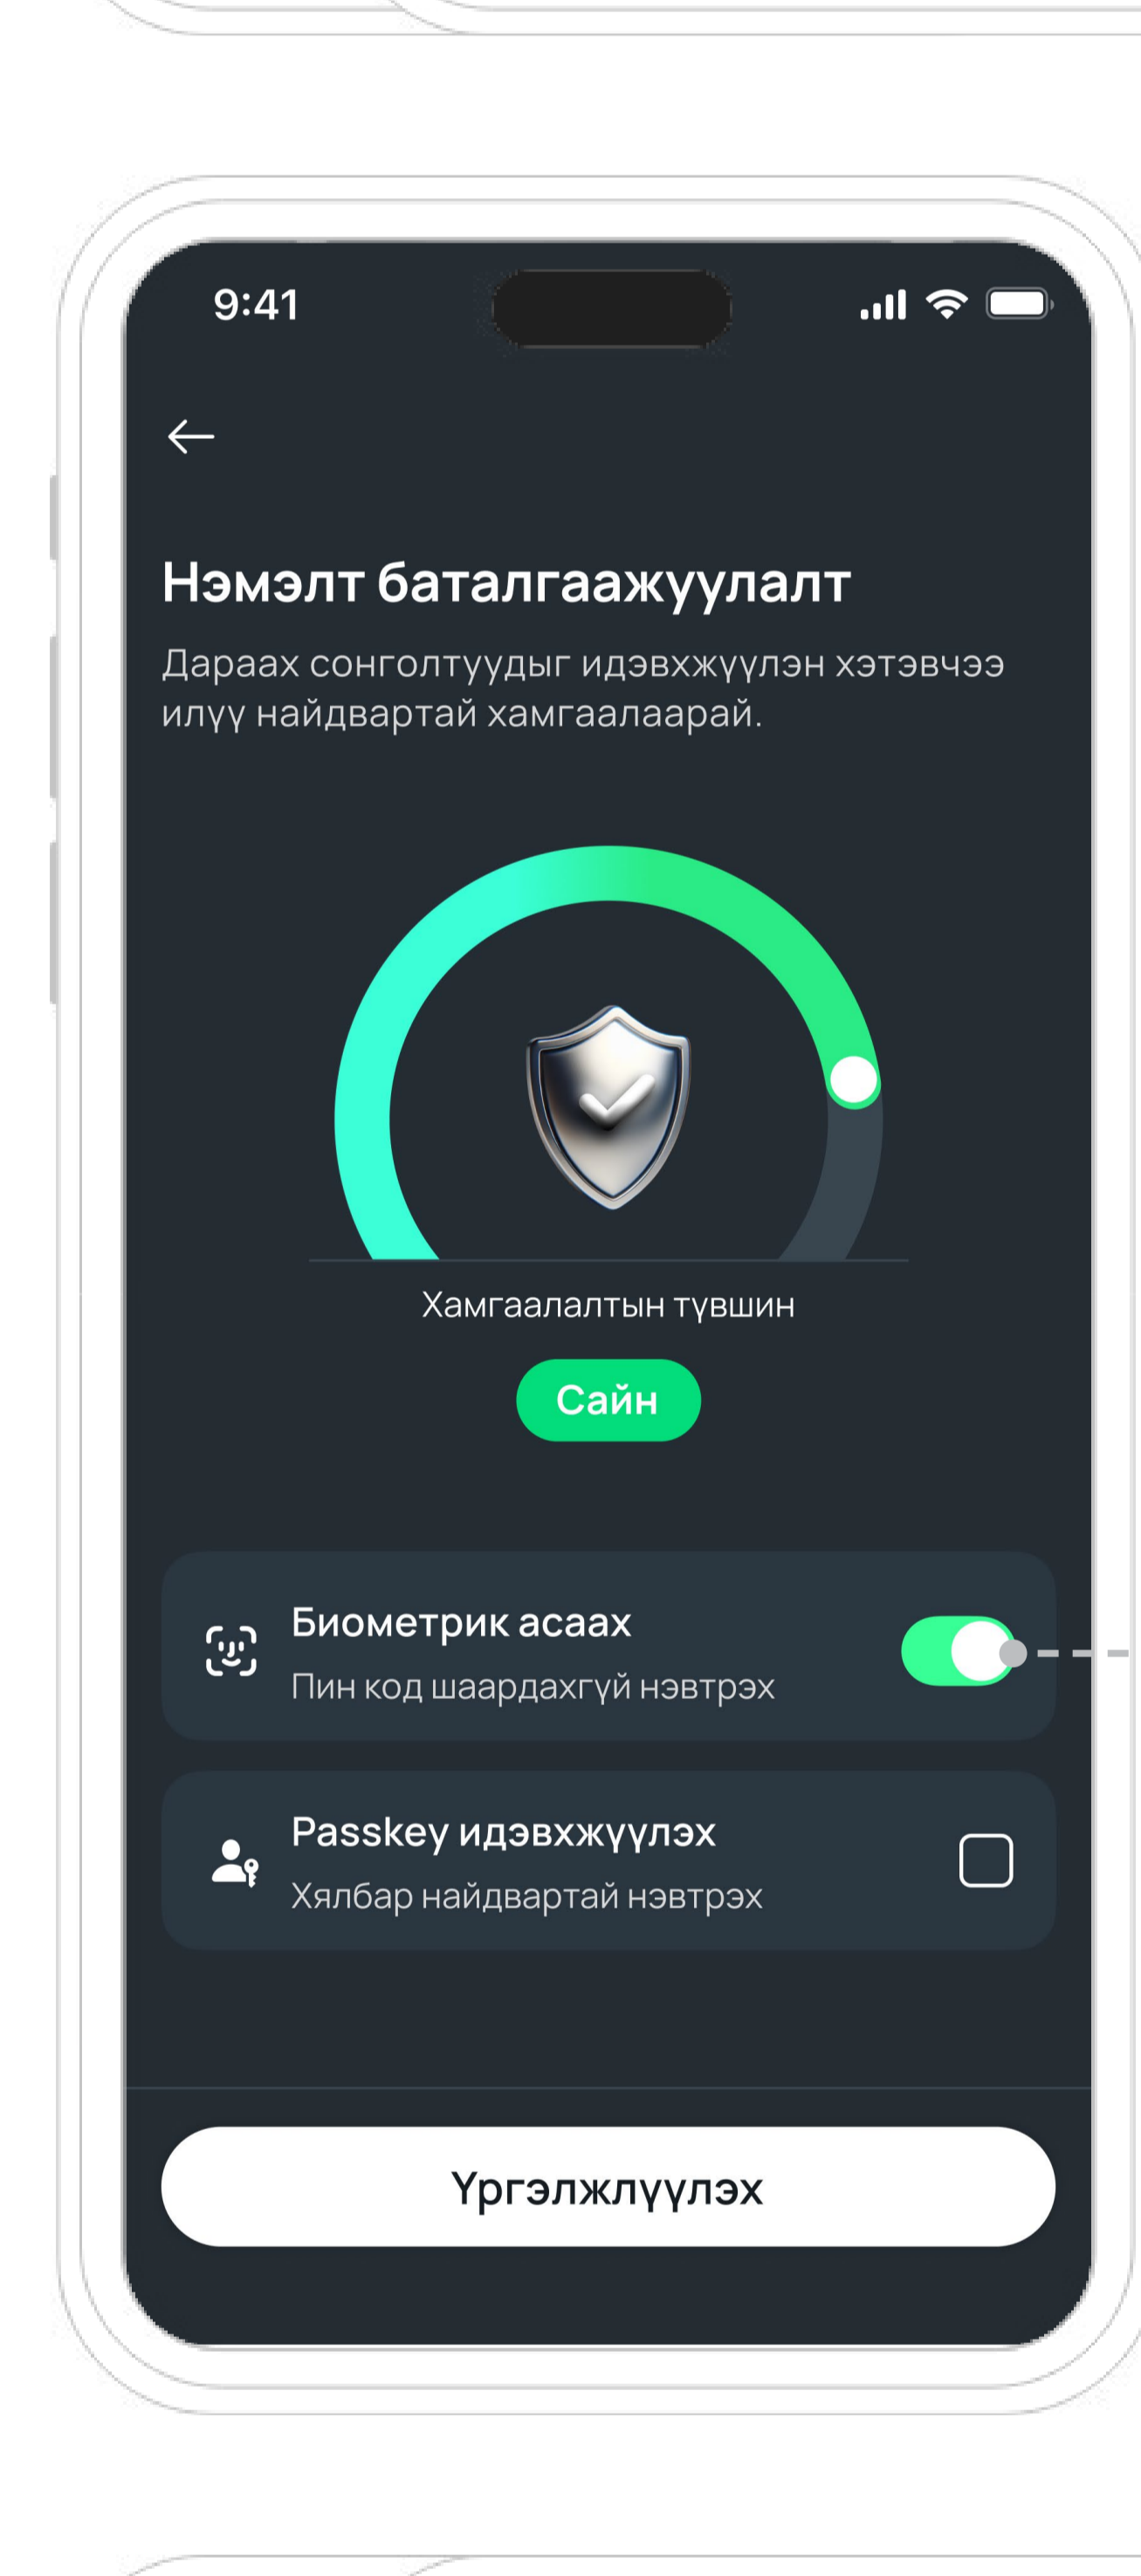 9:41
Нэмэлт баталгаажуулалт
Дараах сонголтуудыг идэвхжүүлэн хэтэвчээ
илүү найдвартай хамгаалаарай.
Хамгаалалтын түвшин
Сайн
Биометрик асаах
Пин код шаардахгүй нэвтрэх
Passkey идэвхжүүлэх
Хялбар найдвартай нэвтрэх
Үргэлжлүүлэх